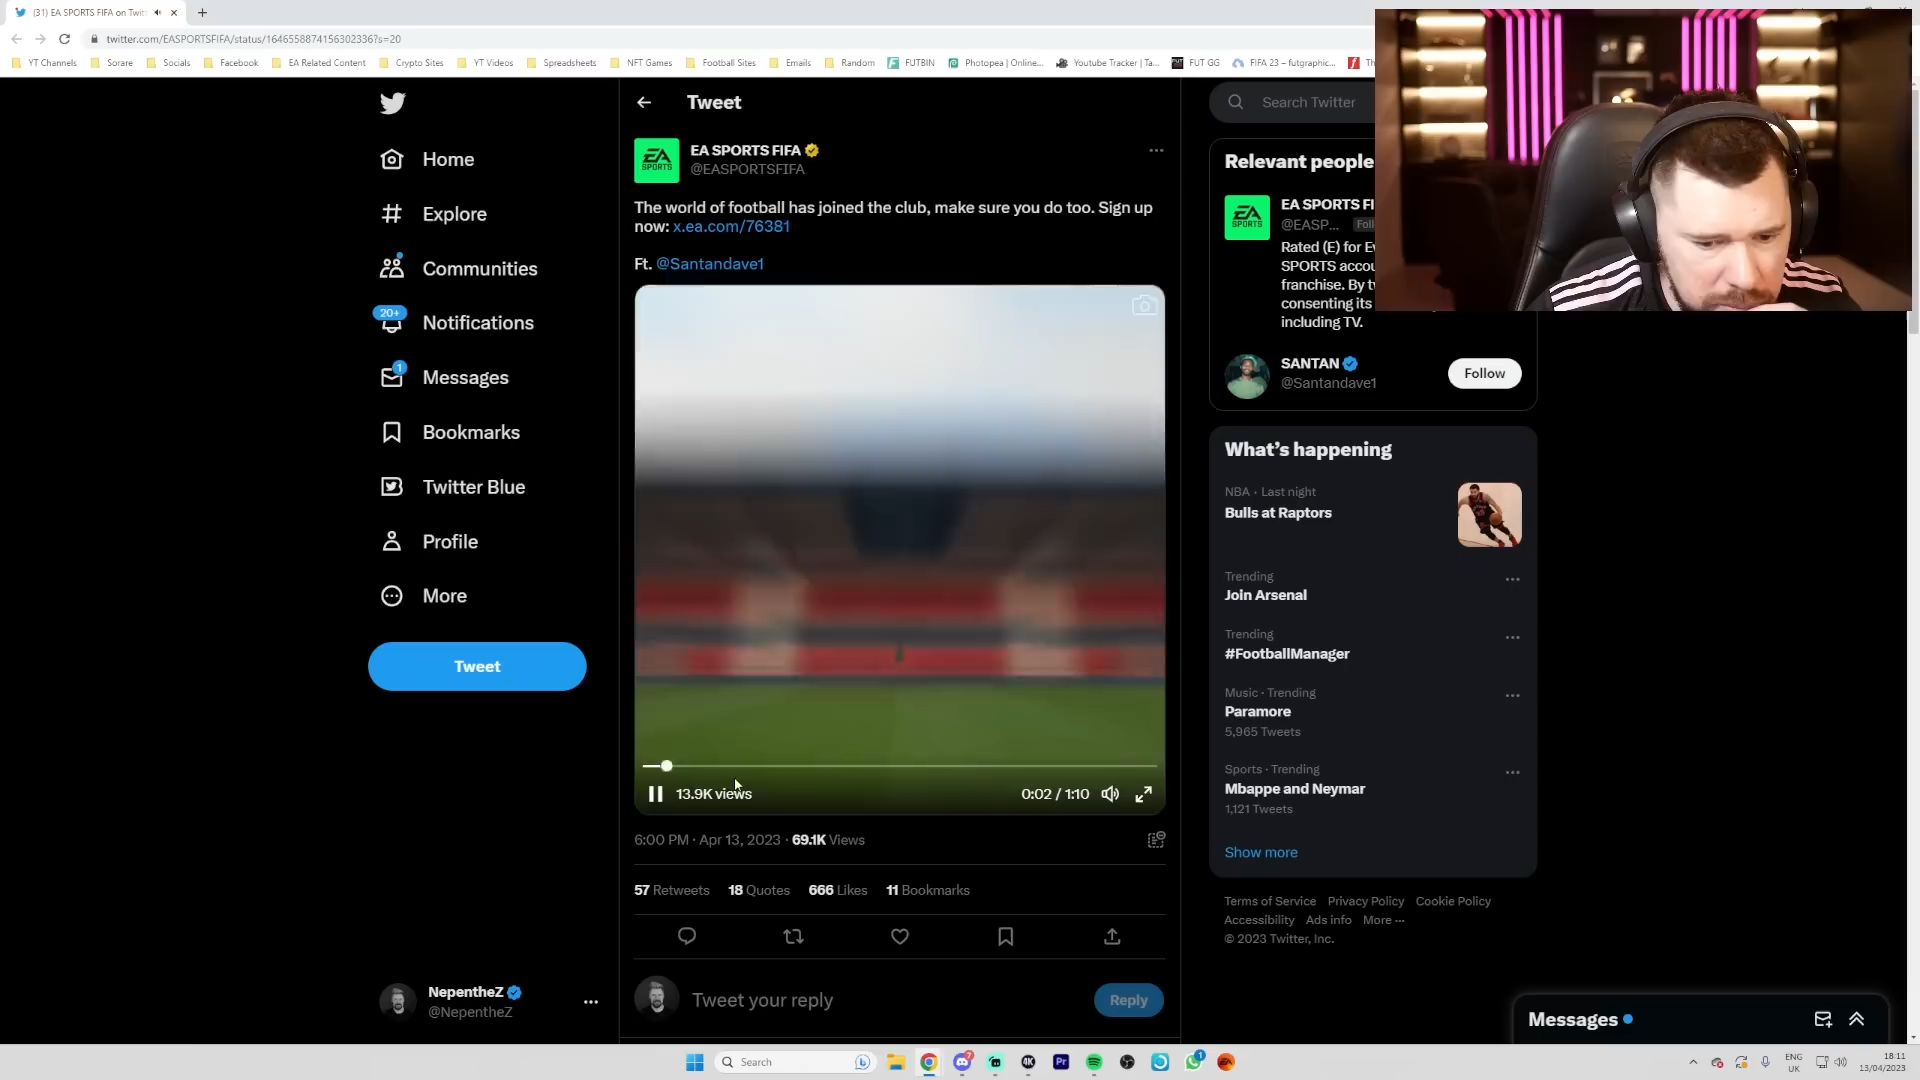 (31) EA SPORTS FIFA on Twit
twitter.com/EASPORTSFIFA/status/1646558874156302336?s=20
YT Channels
Sorare
Socials
Facebook
EA Related Content
Crypto Sites
YT Videos
Spreadsheets
NFT Games
Football Sites
Emails
Random
FUTBIN
Photopea | Online...
Youtube Tracker | Ta...
FUT GG
FIFA 23 – futgraphic...
Home
Explore
Communities
20+
Notifications
1
Messages
Bookmarks
Twitter Blue
Profile
More
Tweet
NepentheZ
@NepentheZ
Tweet
EA SPORTS
EA SPORTS FIFA
@EASPORTSFIFA
The world of football has joined the club, make sure you do too. Sign up
now: x.ea.com/76381
Ft. @Santandave1
13.9K views
0:02 / 1:10
6:00 PM · Apr 13, 2023 · 69.1K Views
57 Retweets 18 Quotes 666 Likes 11 Bookmarks
Tweet your reply
Reply
Search Twitter
Relevant people
EA SPORTS
EA SPORTS FI
@EASP...
Rated (E) for
SPORTS
franchise. By
consenting its
including TV.
SANTAN
@Santandave1
Follow
What's happening
NBA · Last night
Bulls at Raptors
Trending
Join Arsenal
Trending
#FootballManager
Music · Trending
Paramore
5,965 Tweets
Sports · Trending
Mbappe and Neymar
1,121 Tweets
Show more
Terms of Service Privacy Policy Cookie Policy
Accessibility Ads info More ···
© 2023 Twitter, Inc.
Messages
Search
7
4K
Pr
1
ENG
UK
18:11
13/04/2023